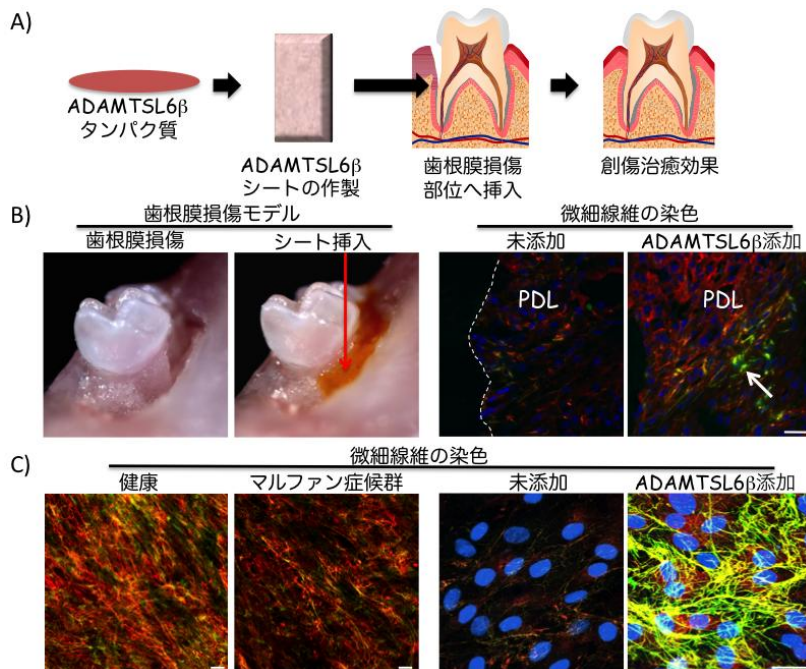 A)
ADAMTSL6β
タンパク質
ADAMTSL6β
シートの作製
歯根膜損傷
部位へ挿入
創傷治癒効果
B)
歯根膜損傷モデル
微細線維の染色
歯根膜損傷
シート挿入
未添加
ADAMTSL6β添加
PDL
PDL
C)
微細線維の染色
健康
マルファン症候群
未添加
ADAMTSL6β添加